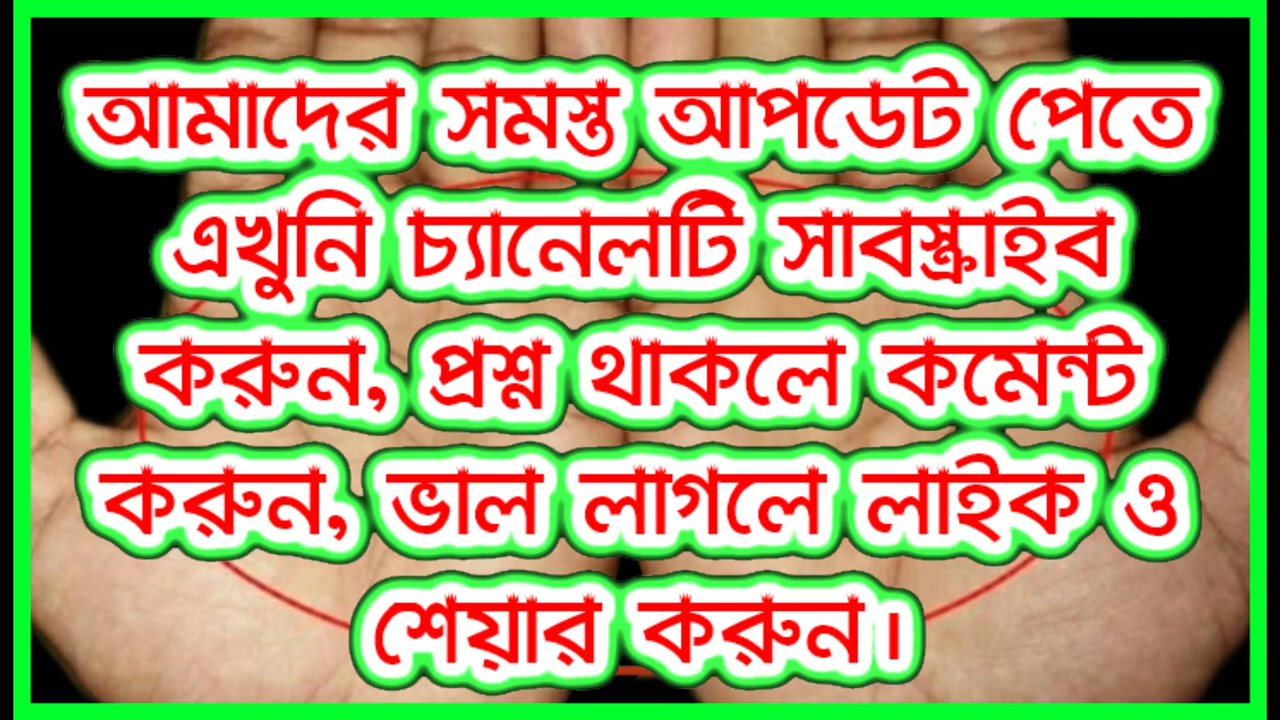 আমাদের সমস্ত আপডেট পেতে
এখুনি চ্যানেলটি সাবস্ক্রাইব
করুন, প্রশ্ন থাকলে কমেন্ট
করুন, ভাল লাগলে লাইক ও
শেয়ার করুন।